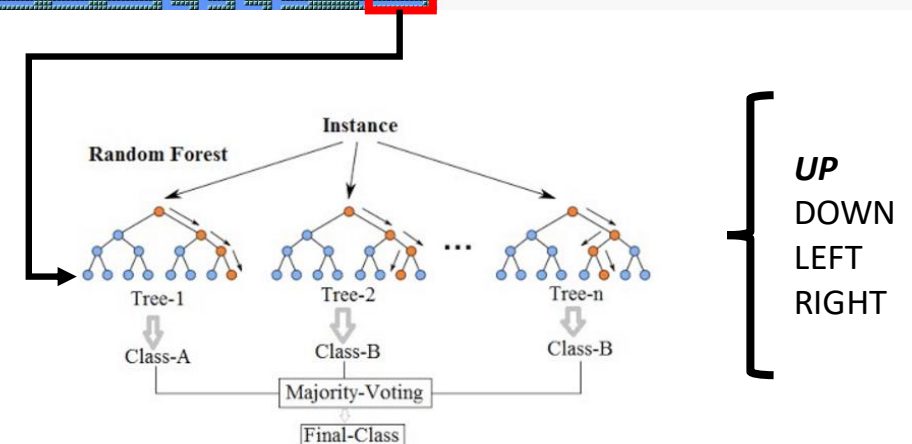 Instance
Random Forest
...
Tree-1 Tree-2 Tree-n
Class-A Class-B Class-B
Majority-Voting
Final-Class
UP
DOWN
LEFT
RIGHT